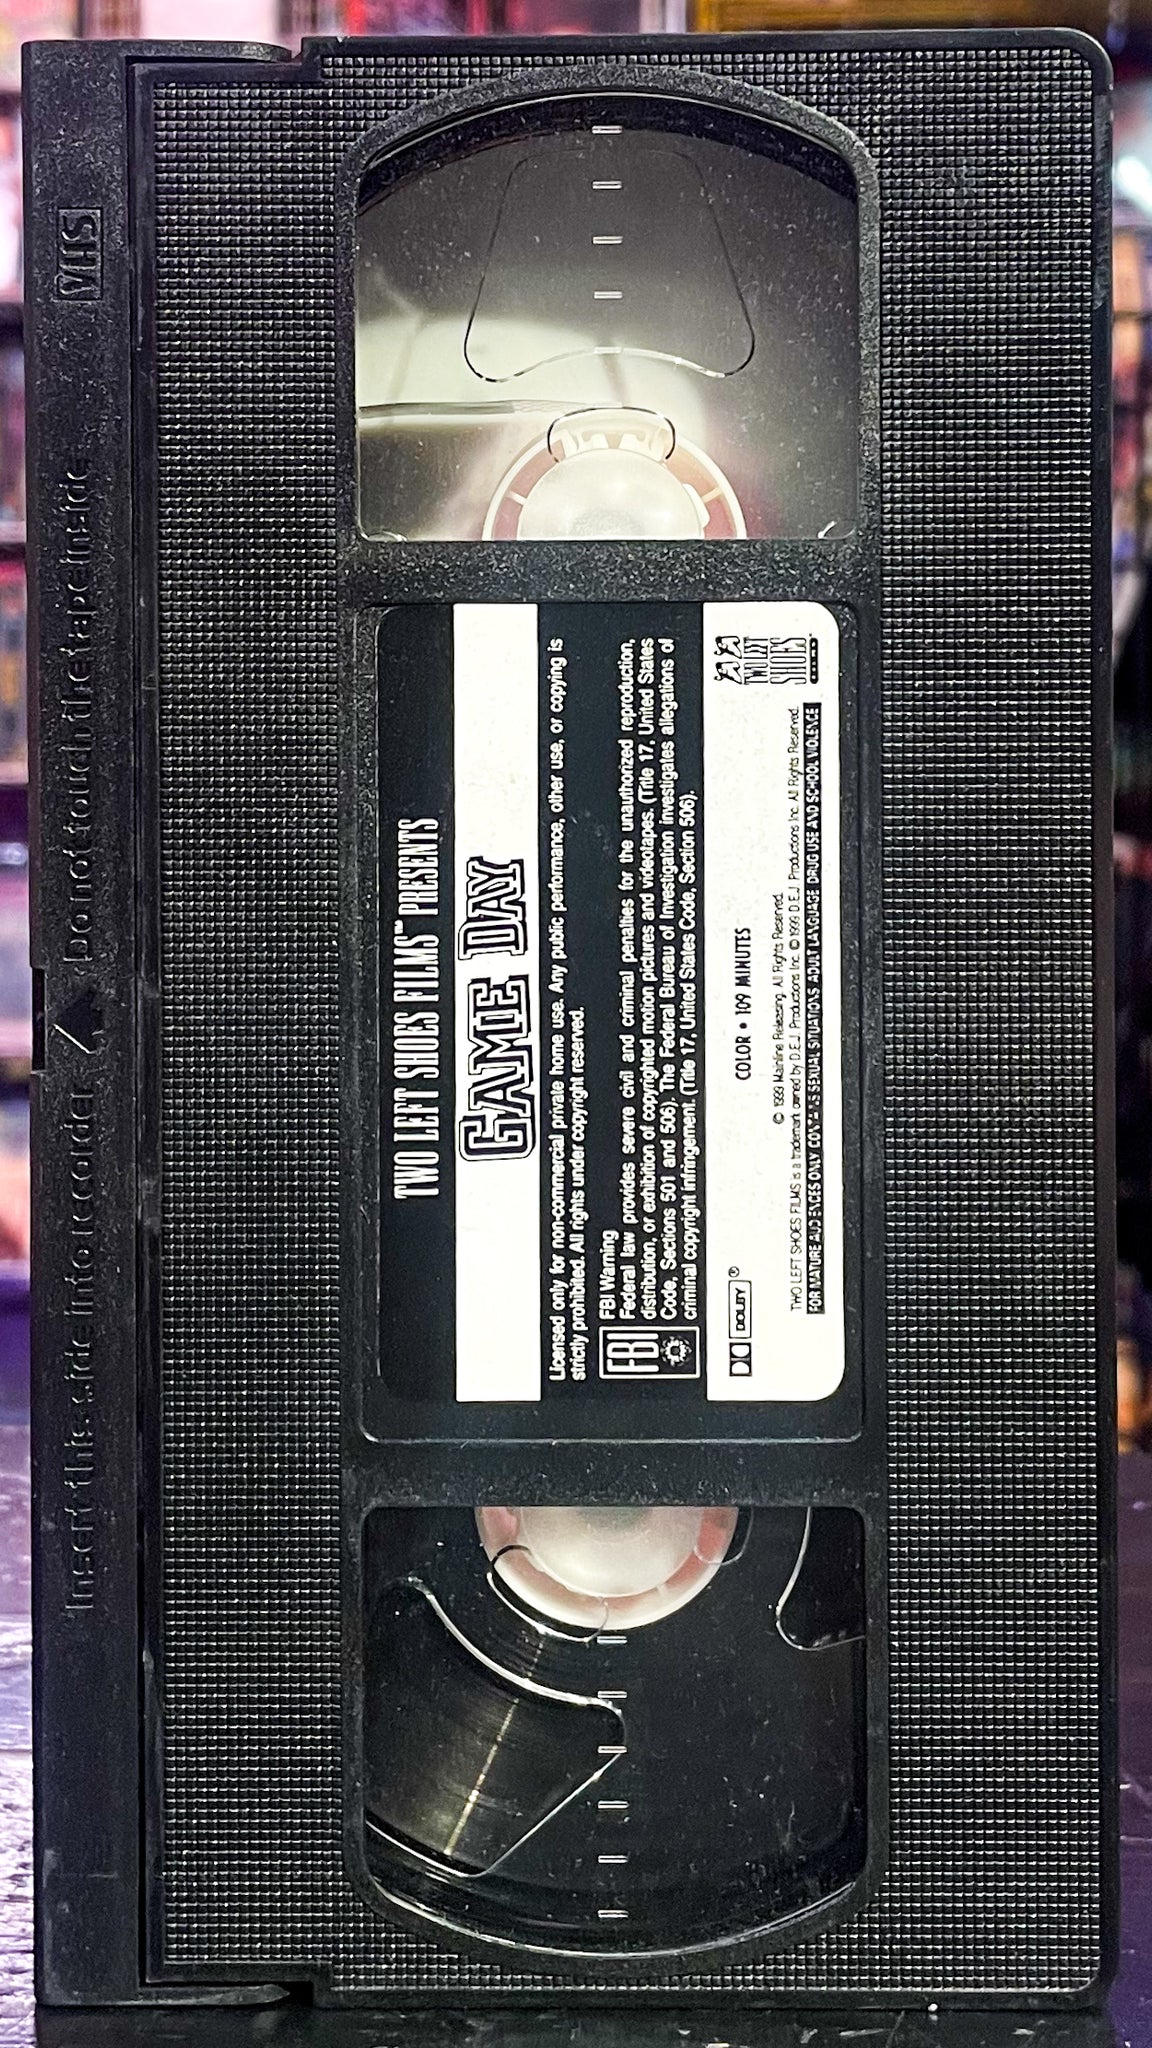 VHS
Insert this side into recorder Do not touch the tape inside
TWO LEFT SHOES FILMS™ PRESENTS
GAME DAY
Licensed only for non-commercial private home use. Any public performance, other use, or copying is
strictly prohibited. All rights under copyright reserved.
FBI
FBI Warning
Federal law provides severe civil and criminal penalties for the unauthorized reproduction,
distribution, or exhibition of copyrighted motion pictures and videotapes. (Title 17, United States
Code, Sections 501 and 506). The Federal Bureau of Investigation investigates allegations of
criminal copyright infringement. (Title 17, United States Code, Section 506).
DOLBY ®
COLOR • 109 MINUTES
© 1999 Mainline Releasing. All Rights Reserved.
TWO LEFT SHOES FILMS is a trademark owned by D.E.J. Productions Inc. © 1999 D.E.J. Productions Inc. All Rights Reserved.
FOR MATURE AUDIENCES ONLY CONTAINS SEXUAL SITUATIONS, ADULT LANGUAGE, DRUG USE AND SCHOOL VIOLENCE
TWO LEFT
SHOES
FILMS